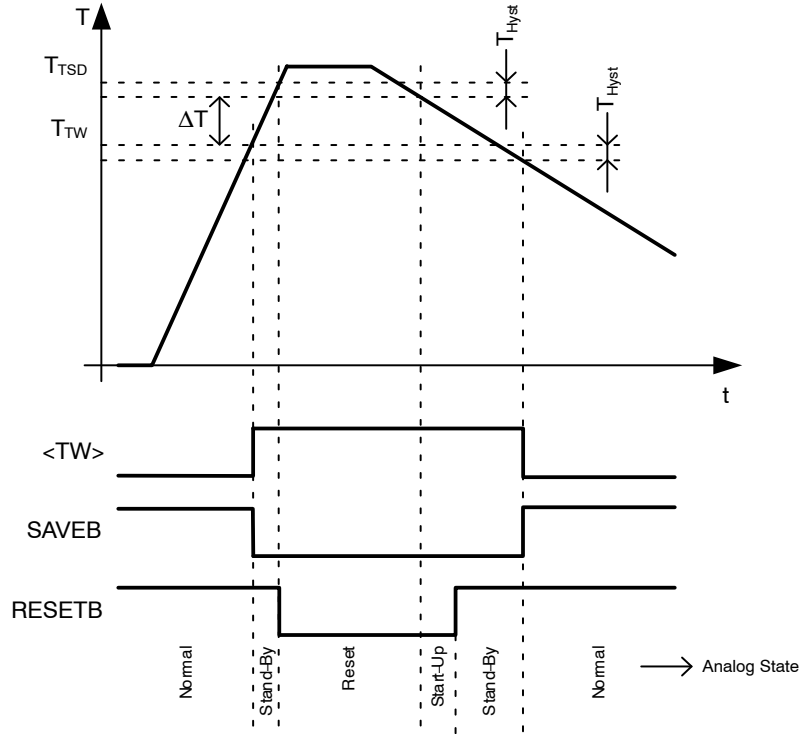 T
T_TSD
T_Hyst
ΔT
T_TW
T_Hyst
t
<TW>
SAVEB
RESETB
Normal
Stand-By
Reset
Start-Up
Stand-By
Normal
Analog State